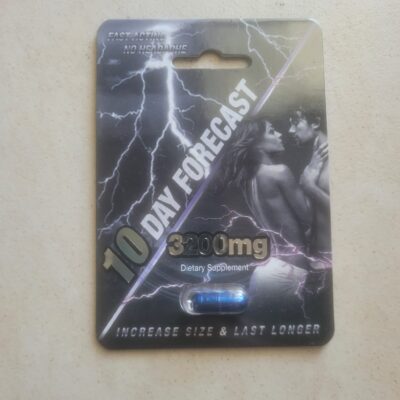 FAST ACTING
NO HEADACHE
10 DAY FORECAST
3200mg
Dietary Supplement
INCREASE SIZE & LAST LONGER